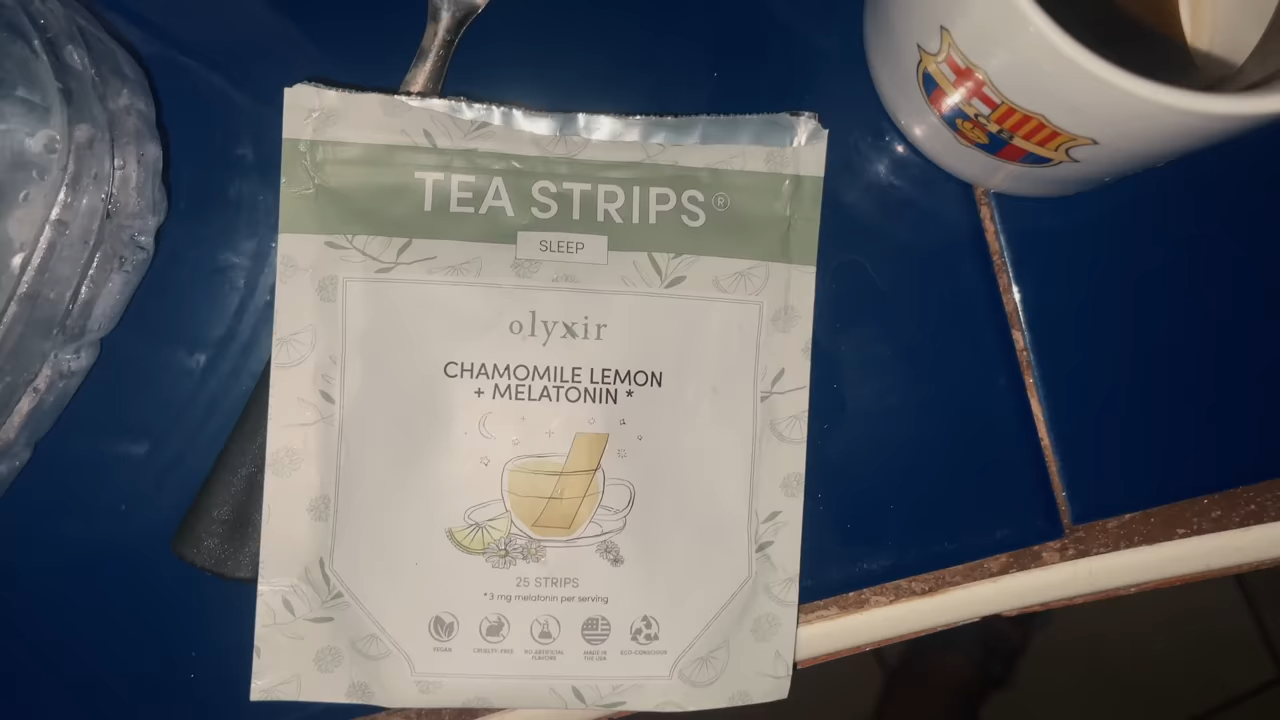 TEA STRIPS®
SLEEP
olyxir
CHAMOMILE LEMON
+ MELATONIN *
25 STRIPS
*3 mg melatonin per serving
VEGAN
CRUELTY-FREE
NO ARTIFICIAL
FLAVORS
MADE IN
THE USA
ECO-CONSCIOUS
FCB